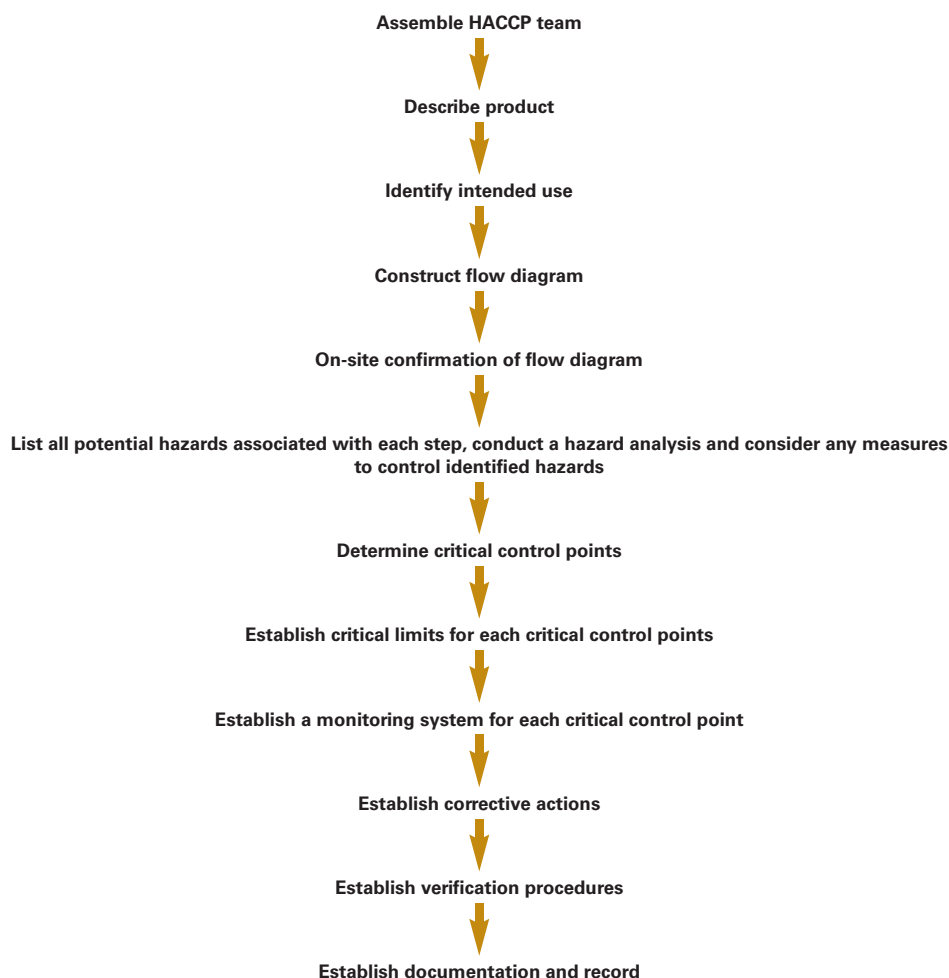 Assemble HACCP team
Describe product
Identify intended use
Construct flow diagram
On-site confirmation of flow diagram
List all potential hazards associated with each step, conduct a hazard analysis and consider any measures
to control identified hazards
Determine critical control points
Establish critical limits for each critical control points
Establish a monitoring system for each critical control point
Establish corrective actions
Establish verification procedures
Establish documentation and record